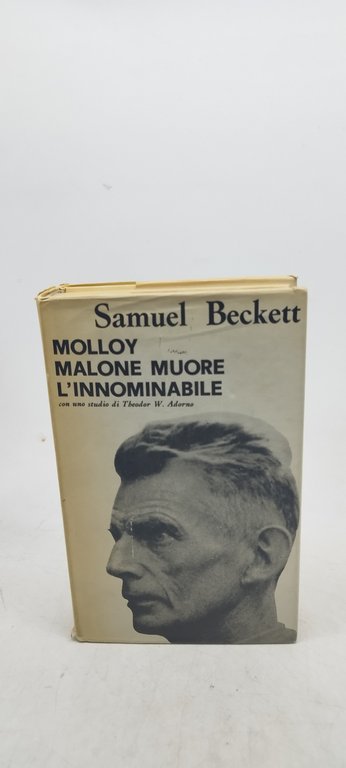 Samuel Beckett
MOLLOY
MALONE MUORE
L'INNOMINABILE
con uno studio di Theodor W. Adorno